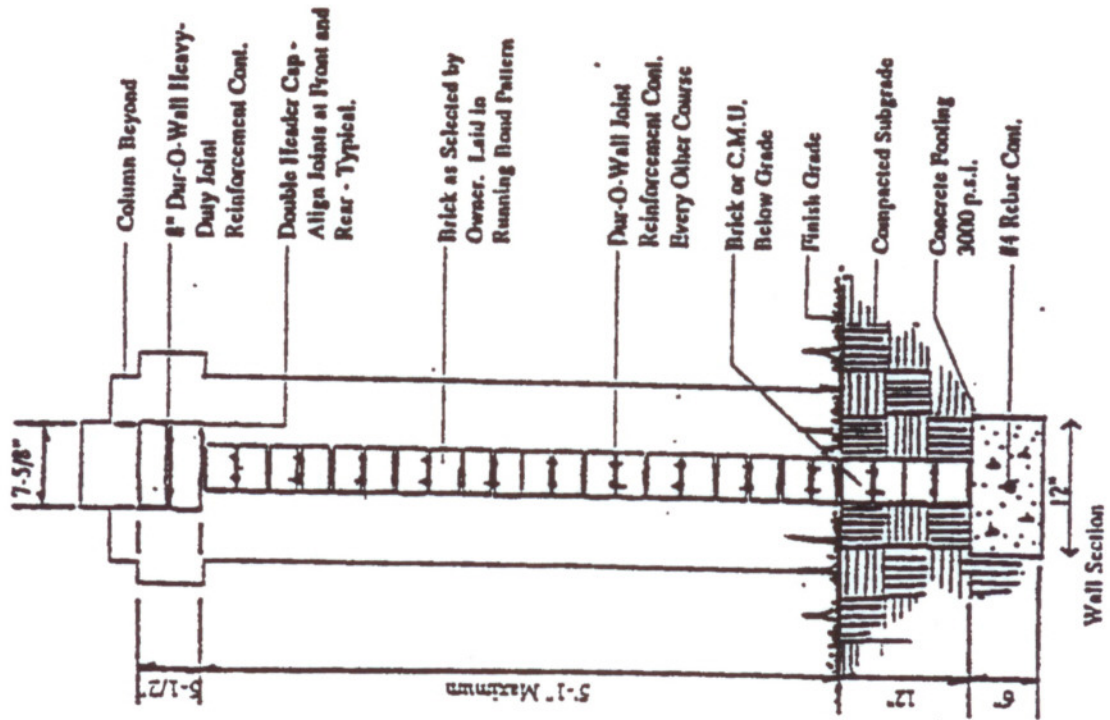 7-5/8"
Column Beyond
8" Dur-O-Wall Heavy-
Duty Joint
Reinforcement Cont.
Double Header Cap -
Align Joints at Front and
Rear - Typical.
Brick as Selected by
Owner. Laid in
Running Bond Pattern
Dur-O-Wall Joint
Reinforcement Cont.
Every Other Course
Brick or C.M.U.
Below Grade
Finish Grade
Compacted Subgrade
Concrete Footing
3000 p.s.i.
#4 Rebar Cont.
5-1/2"
5'-1" Maximum
12"
6"
12"
Wall Section